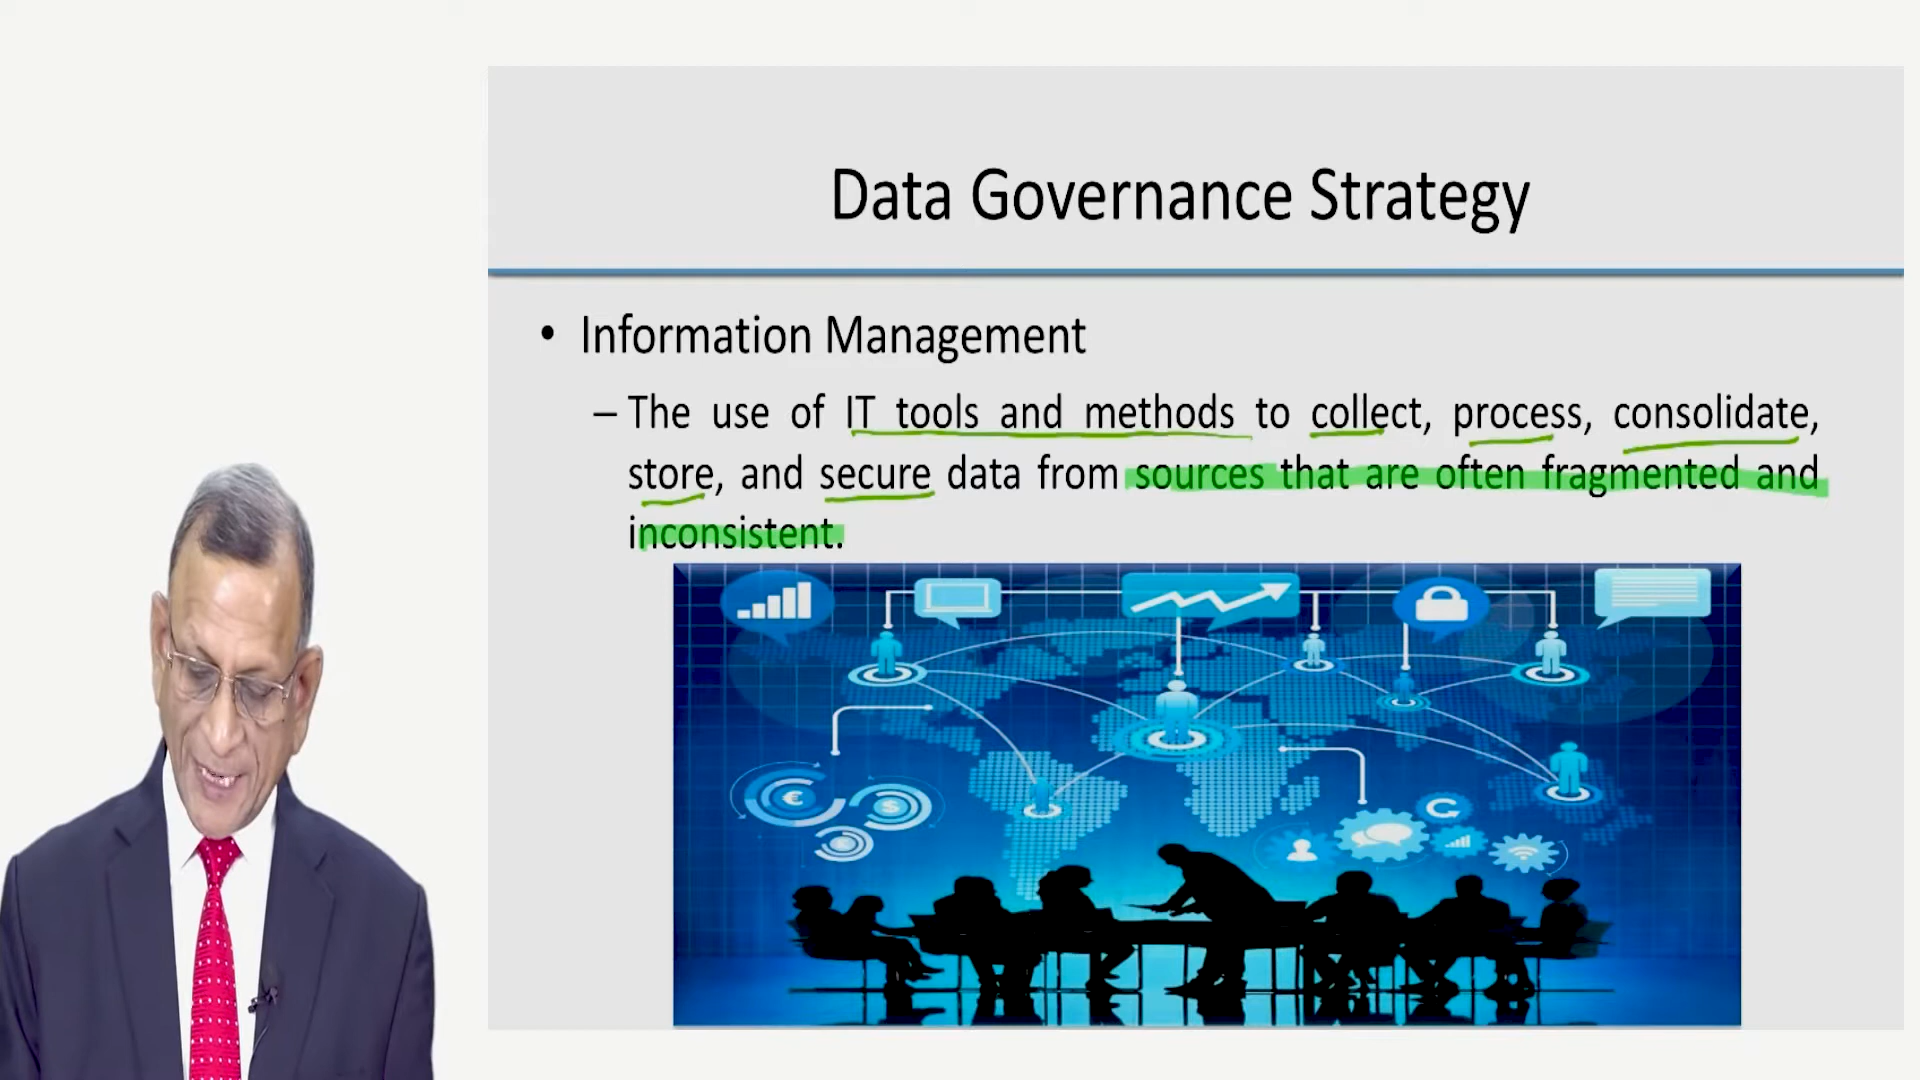 Data Governance Strategy
• Information Management
– The use of IT tools and methods to collect, process, consolidate,
store, and secure data from sources that are often fragmented and
inconsistent.